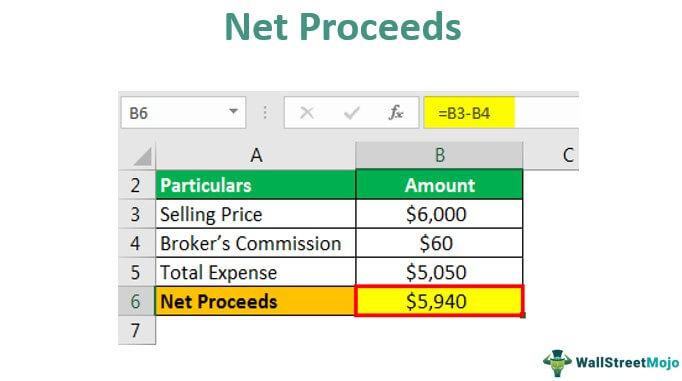 Net Proceeds
B6 fx =B3-B4
A B C
2 Particulars Amount
3 Selling Price $6,000
4 Broker’s Commission $60
5 Total Expense $5,050
6 Net Proceeds $5,940
7
WallStreetMojo